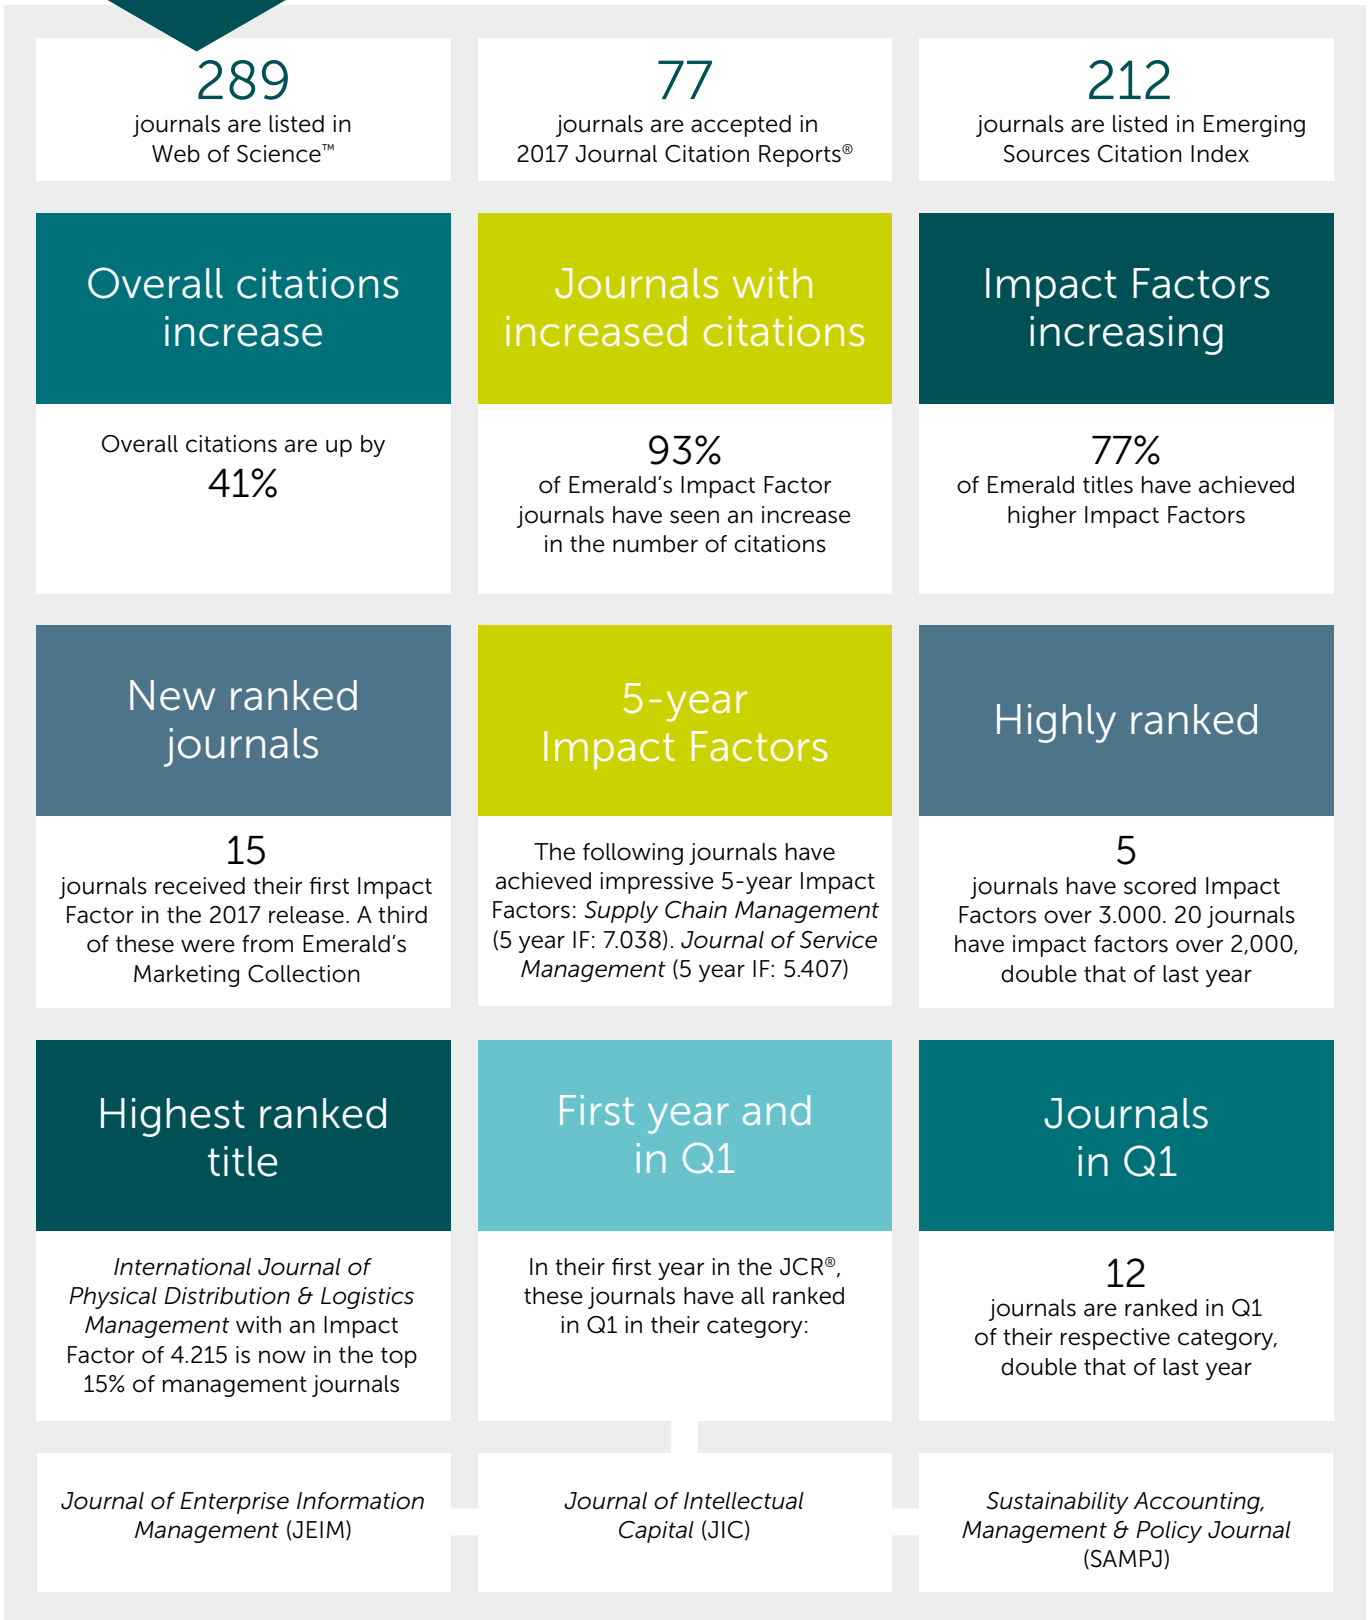 289
journals are listed in
Web of Science™
77
journals are accepted in
2017 Journal Citation Reports®
212
journals are listed in Emerging
Sources Citation Index
Overall citations
increase
Overall citations are up by
41%
Journals with
increased citations
93%
of Emerald's Impact Factor
journals have seen an increase
in the number of citations
Impact Factors
increasing
77%
of Emerald titles have achieved
higher Impact Factors
New ranked
journals
15
journals received their first Impact
Factor in the 2017 release. A third
of these were from Emerald's
Marketing Collection
5-year
Impact Factors
The following journals have
achieved impressive 5-year Impact
Factors: Supply Chain Management
(5 year IF: 7.038). Journal of Service
Management (5 year IF: 5.407)
Highly ranked
5
journals have scored Impact
Factors over 3.000. 20 journals
have impact factors over 2,000,
double that of last year
Highest ranked
title
International Journal of
Physical Distribution & Logistics
Management with an Impact
Factor of 4.215 is now in the top
15% of management journals
First year and
in Q1
In their first year in the JCR®,
these journals have all ranked
in Q1 in their category:
Journals
in Q1
12
journals are ranked in Q1
of their respective category,
double that of last year
Journal of Enterprise Information
Management (JEIM)
Journal of Intellectual
Capital (JIC)
Sustainability Accounting,
Management & Policy Journal
(SAMPJ)